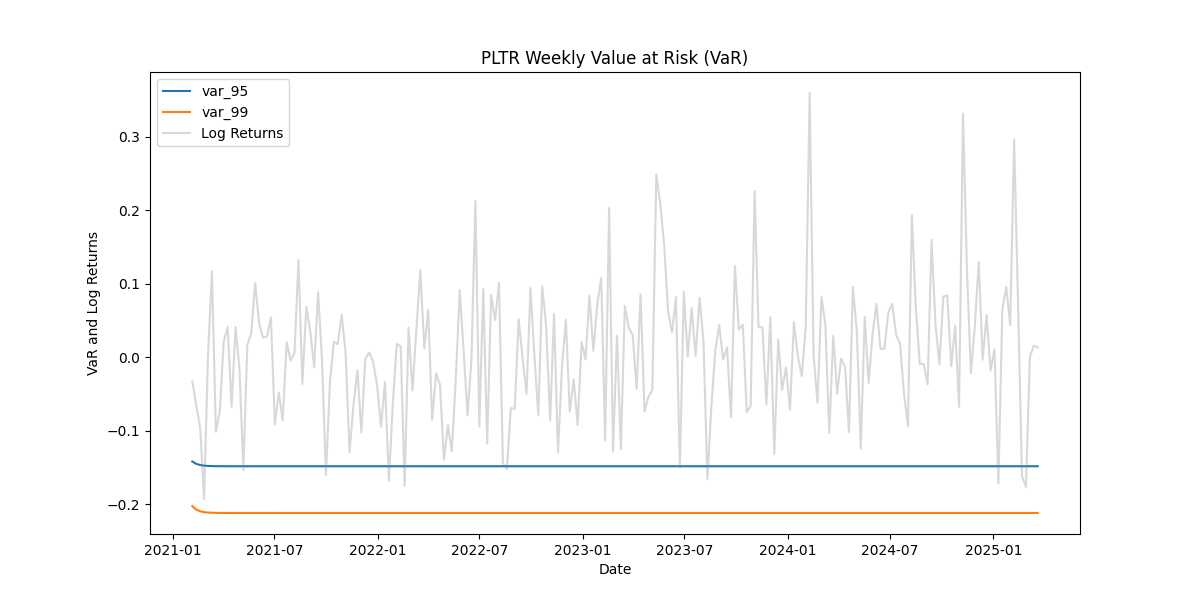 PLTR Weekly Value at Risk (VaR)
var_95
var_99
Log Returns
VaR and Log Returns
0.3
0.2
0.1
0.0
−0.1
−0.2
2021-01 2021-07 2022-01 2022-07 2023-01 2023-07 2024-01 2024-07 2025-01
Date